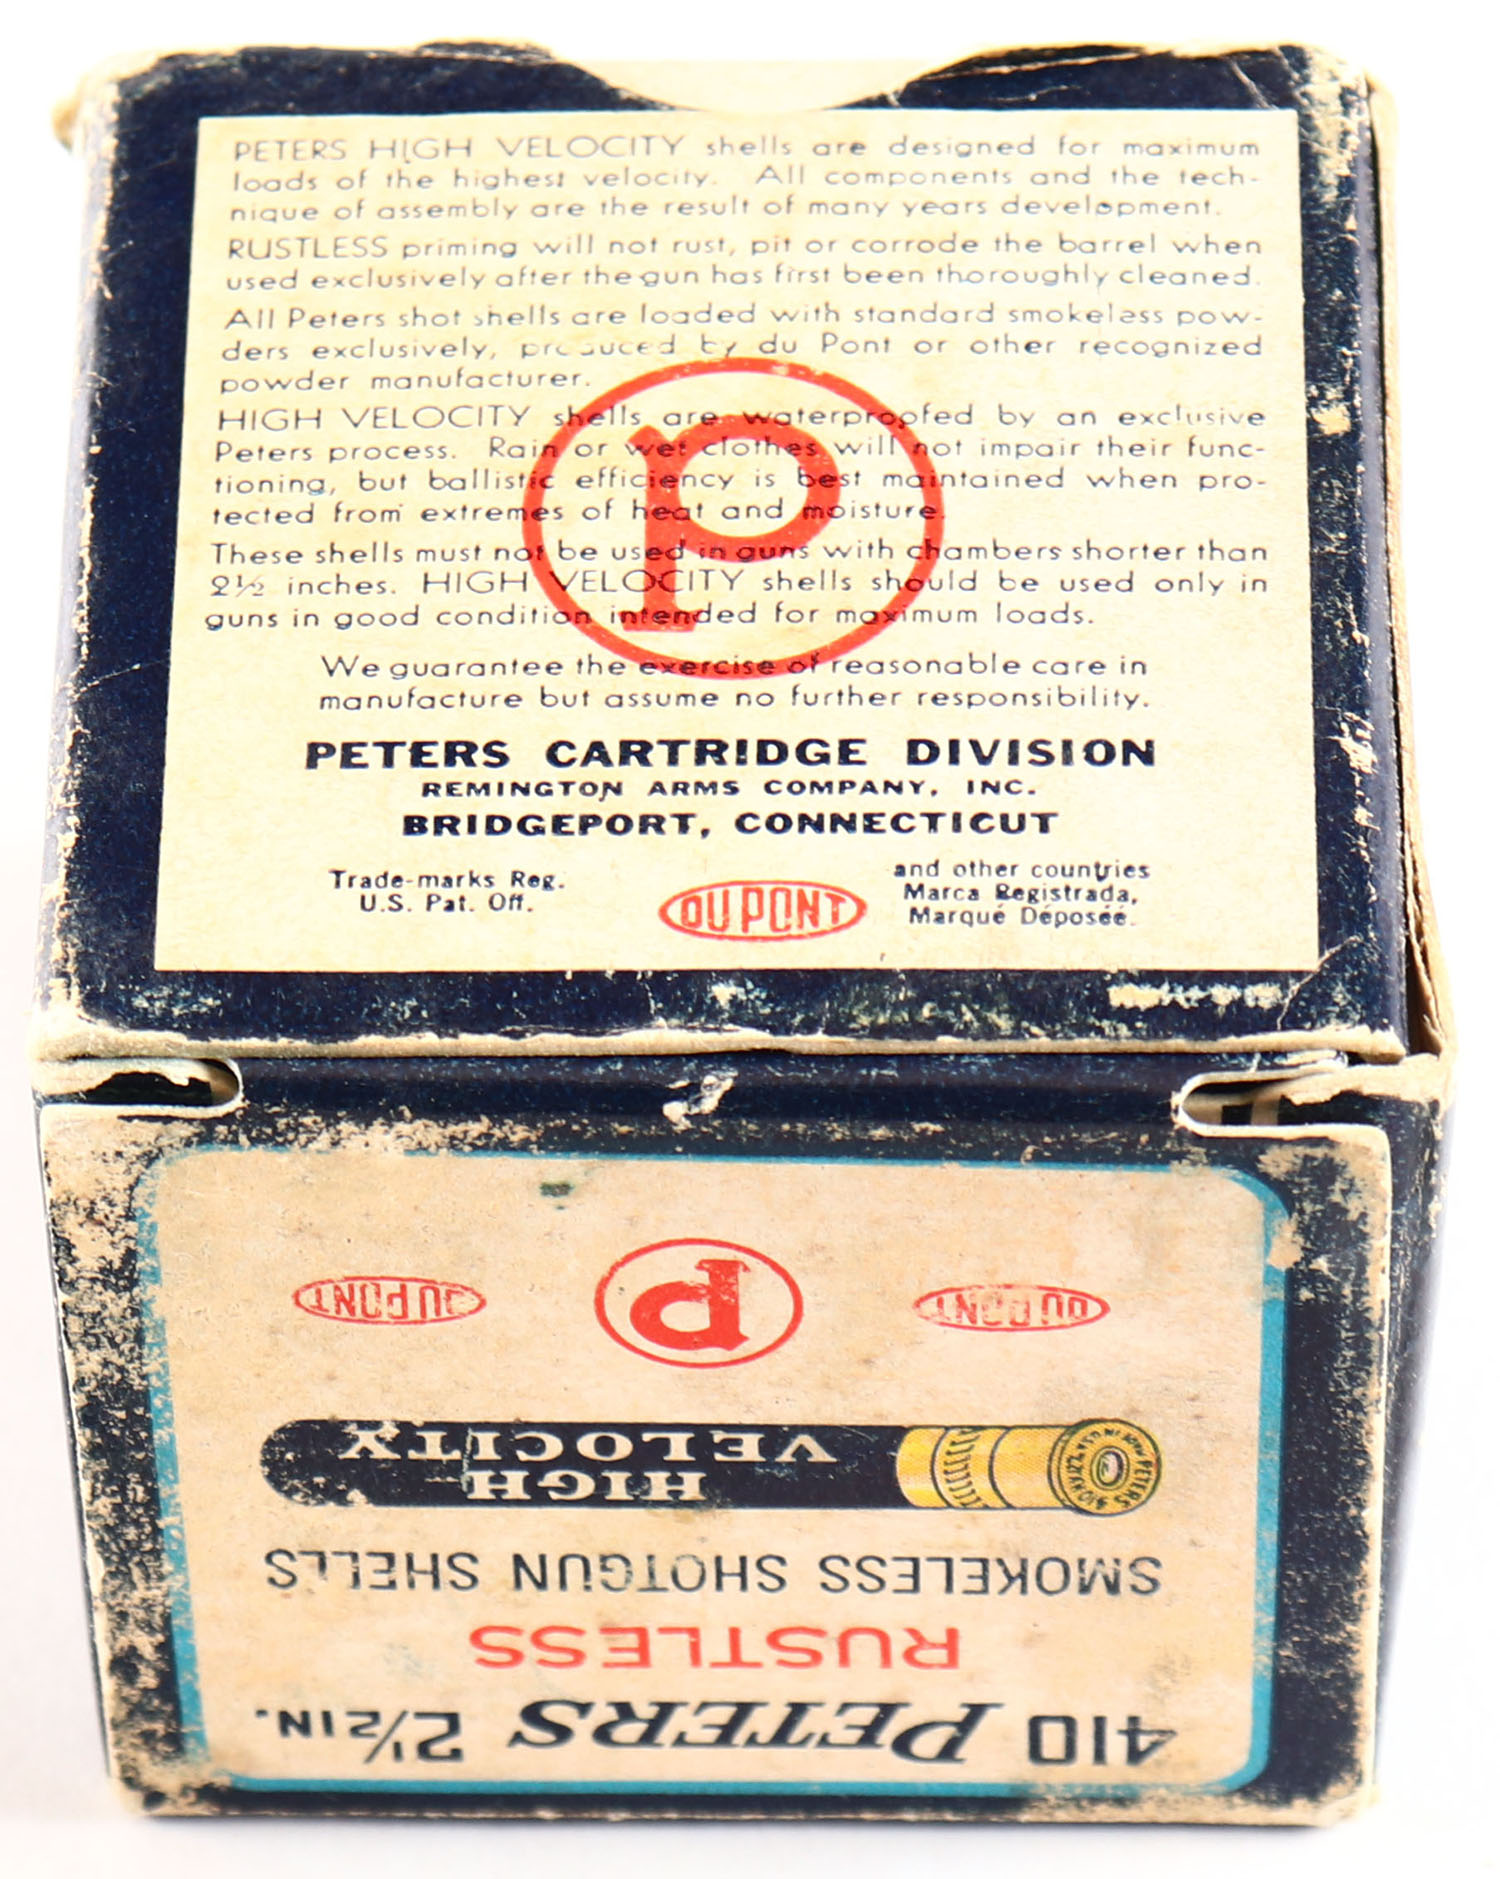 PETERS HIGH VELOCITY shells are designed for maximum
loads of the highest velocity. All components and the tech-
nique of assembly are the result of many years development.
RUSTLESS priming will not rust, pit or corrode the barrel when
used exclusively after the gun has first been thoroughly cleaned.
All Peters shot shells are loaded with standard smokeless pow-
ders exclusively, produced by du Pont or other recognized
powder manufacturer.
HIGH VELOCITY shells are waterproofed by an exclusive
Peters process. Rain or wet clothes will not impair their func-
tioning, but ballistic efficiency is best maintained when pro-
tected from extremes of heat and moisture.
These shells must not be used in guns with chambers shorter than
2½ inches. HIGH VELOCITY shells should be used only in
guns in good condition intended for maximum loads.
P
We guarantee the exercise of reasonable care in
manufacture but assume no further responsibility.
PETERS CARTRIDGE DIVISION
REMINGTON ARMS COMPANY, INC.
BRIDGEPORT, CONNECTICUT
Trade-marks Reg.
U.S. Pat. Off.
DU PONT
and other countries
Marca Registrada,
Marque Déposée.
410 PETERS 2½ IN.
RUSTLESS
SMOKELESS SHOTGUN SHELLS
HIGH
VELOCITY
PETERS
DU PONT
P
DU PONT